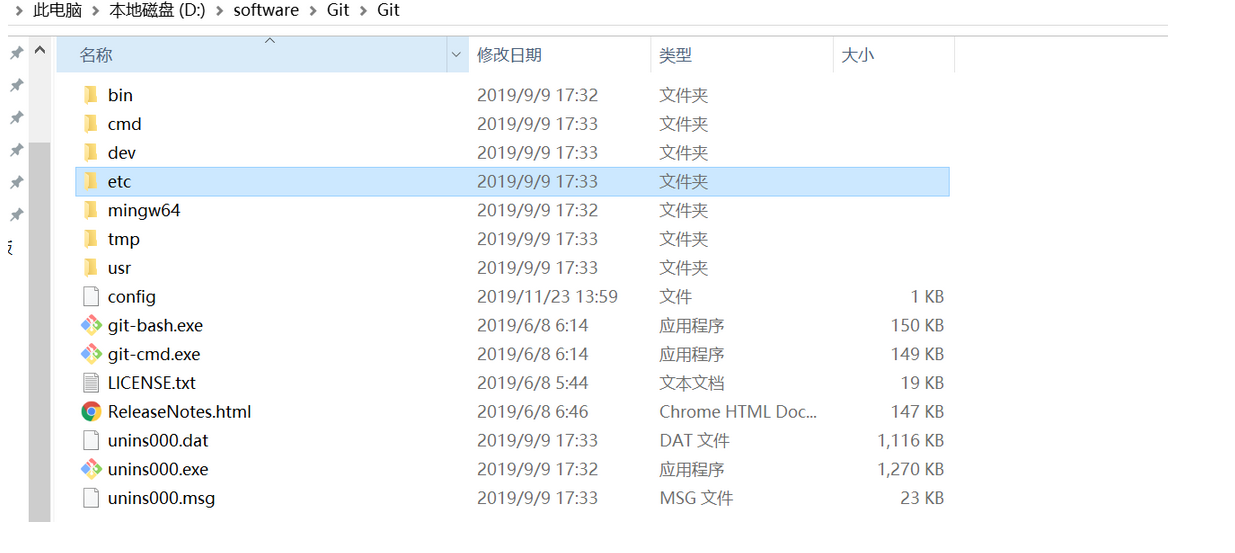 此电脑 > 本地磁盘 (D:) > software > Git > Git
名称 修改日期 类型 大小
bin 2019/9/9 17:32 文件夹
cmd 2019/9/9 17:33 文件夹
dev 2019/9/9 17:33 文件夹
etc 2019/9/9 17:33 文件夹
mingw64 2019/9/9 17:32 文件夹
tmp 2019/9/9 17:33 文件夹
usr 2019/9/9 17:33 文件夹
config 2019/11/23 13:59 文件 1 KB
git-bash.exe 2019/6/8 6:14 应用程序 150 KB
git-cmd.exe 2019/6/8 6:14 应用程序 149 KB
LICENSE.txt 2019/6/8 5:44 文本文档 19 KB
ReleaseNotes.html 2019/6/8 6:46 Chrome HTML Doc... 147 KB
unins000.dat 2019/9/9 17:33 DAT 文件 1,116 KB
unins000.exe 2019/9/9 17:32 应用程序 1,270 KB
unins000.msg 2019/9/9 17:33 MSG 文件 23 KB